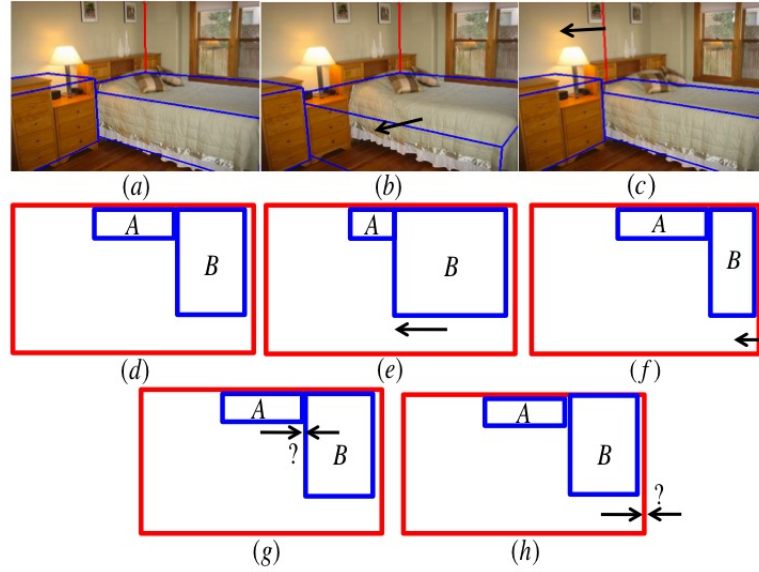 (a) (b) (c)
A B A B A B
(d) (e) (f)
A ? B A B ?
(g) (h)